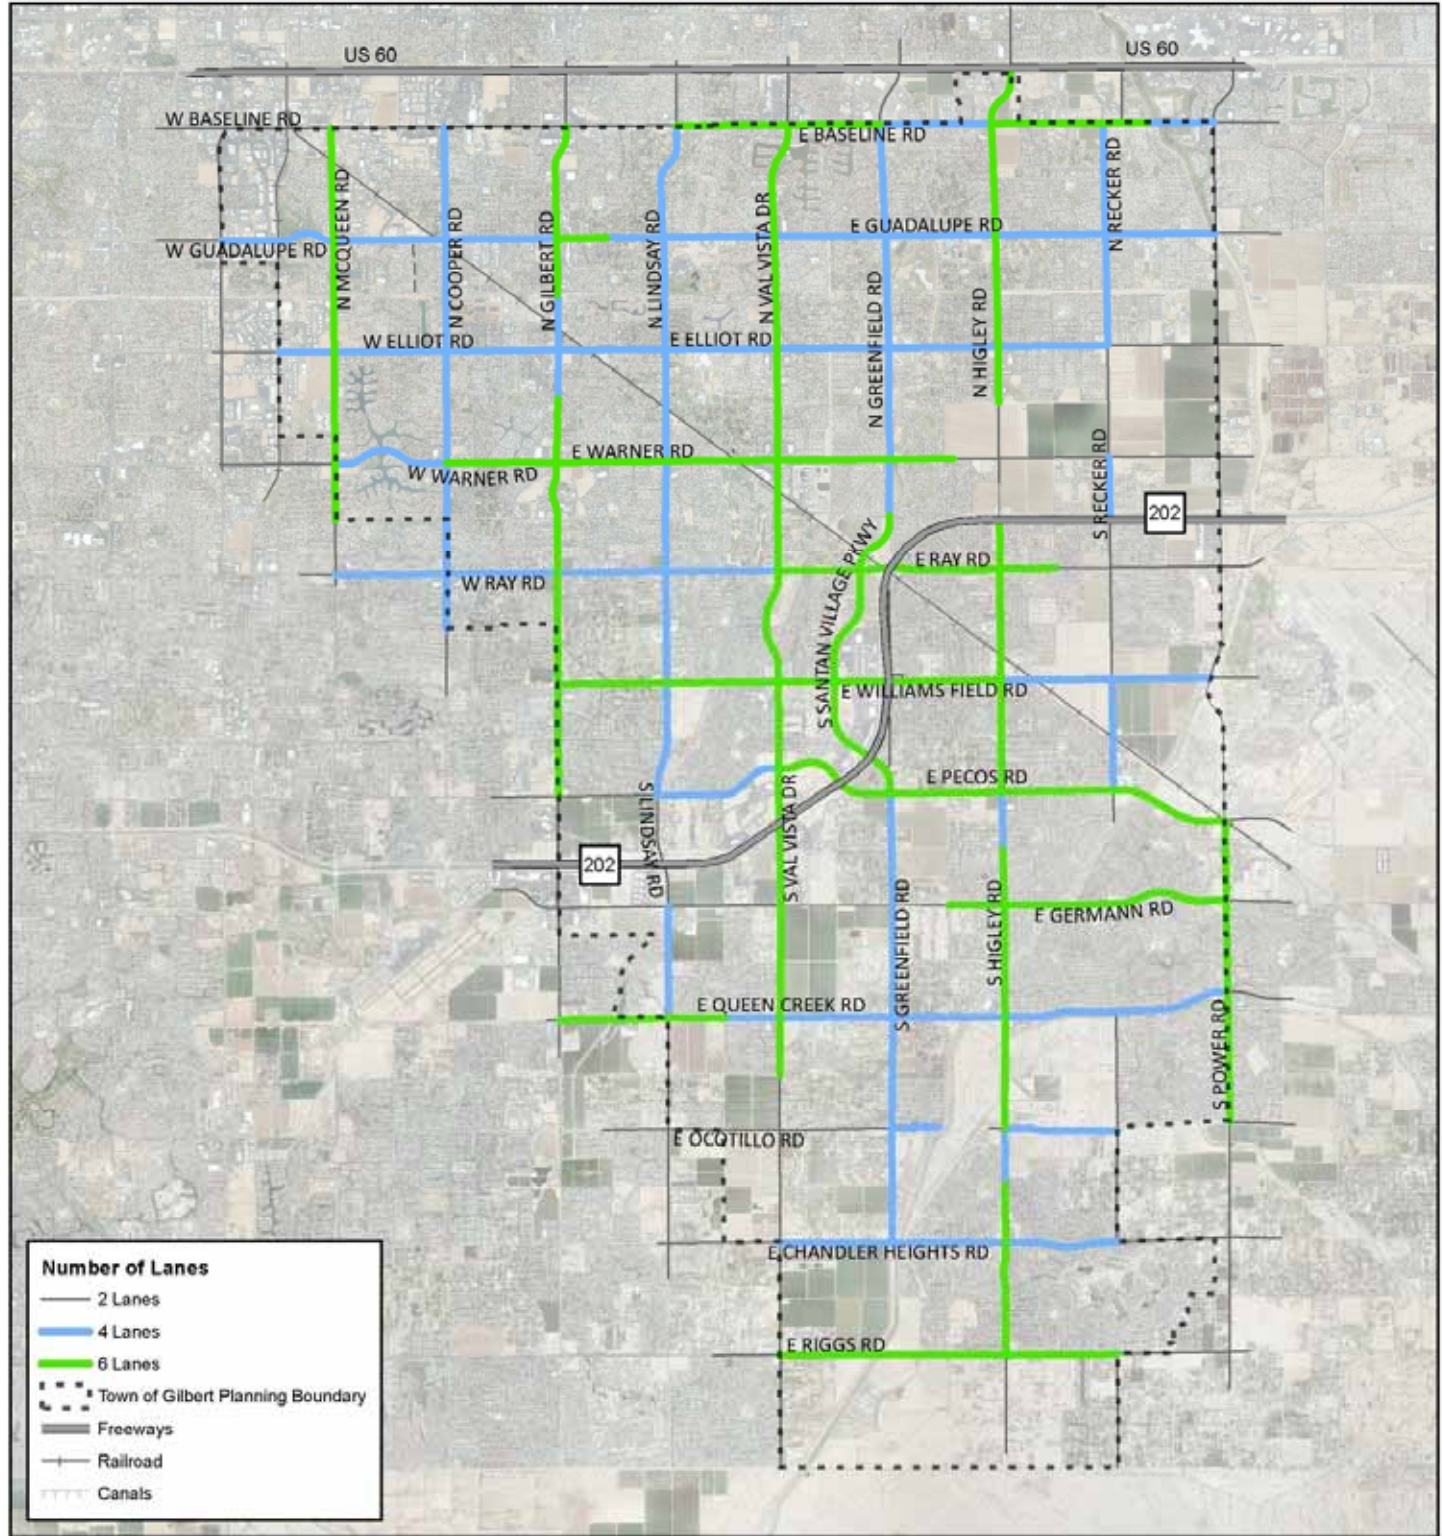 US 60
US 60
W BASELINE RD
E BASELINE RD
N MCQUEEN RD
N COOPER RD
N GILBERT RD
N LINDSAY RD
N VAL VISTA DR
N GREENFIELD RD
N HIGLEY RD
N RECKER RD
W GUADALUPE RD
E GUADALUPE RD
W ELLIOT RD
E ELLIOT RD
E WARNER RD
W WARNER RD
S RECKER RD
202
S SANTAN VILLAGE PKWY
E RAY RD
W RAY RD
E WILLIAMS FIELD RD
E PECOS RD
S LINDSAY RD
S VAL VISTA DR
202
S GREENFIELD RD
S HIGLEY RD
E GERMANN RD
E QUEEN CREEK RD
S POWER RD
E OCOTILLO RD
E CHANDLER HEIGHTS RD
E RIGGS RD
Number of Lanes
2 Lanes
4 Lanes
6 Lanes
Town of Gilbert Planning Boundary
Freeways
Railroad
Canals